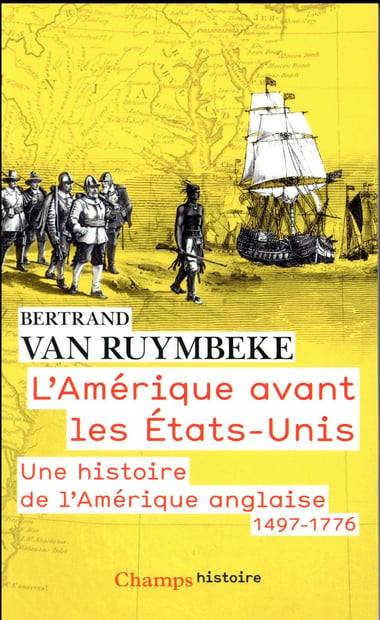 BERTRAND
VAN RUYMBEKE
L'Amérique avant
les États-Unis
Une histoire
de l'Amérique anglaise
1497-1776
Champs histoire